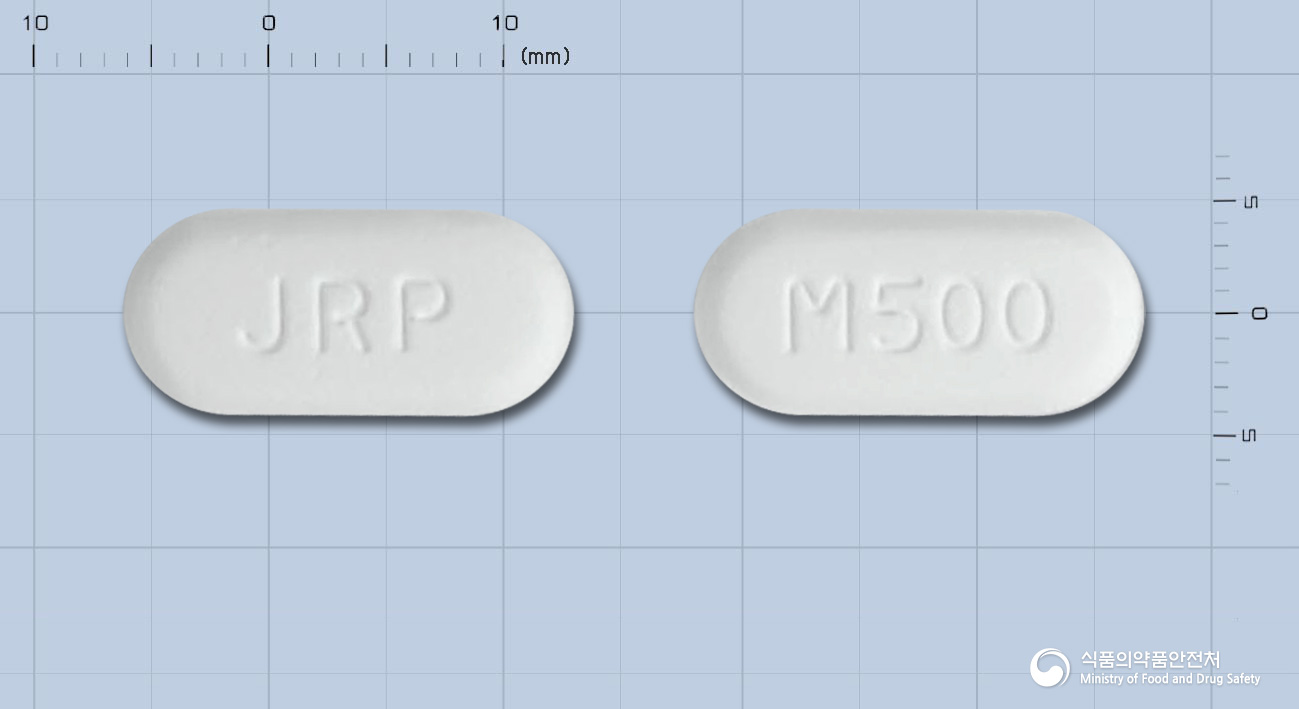 10 0 10
(mm)
JRP
M500
5
0
5
식품의약품안전처
Ministry of Food and Drug Safety